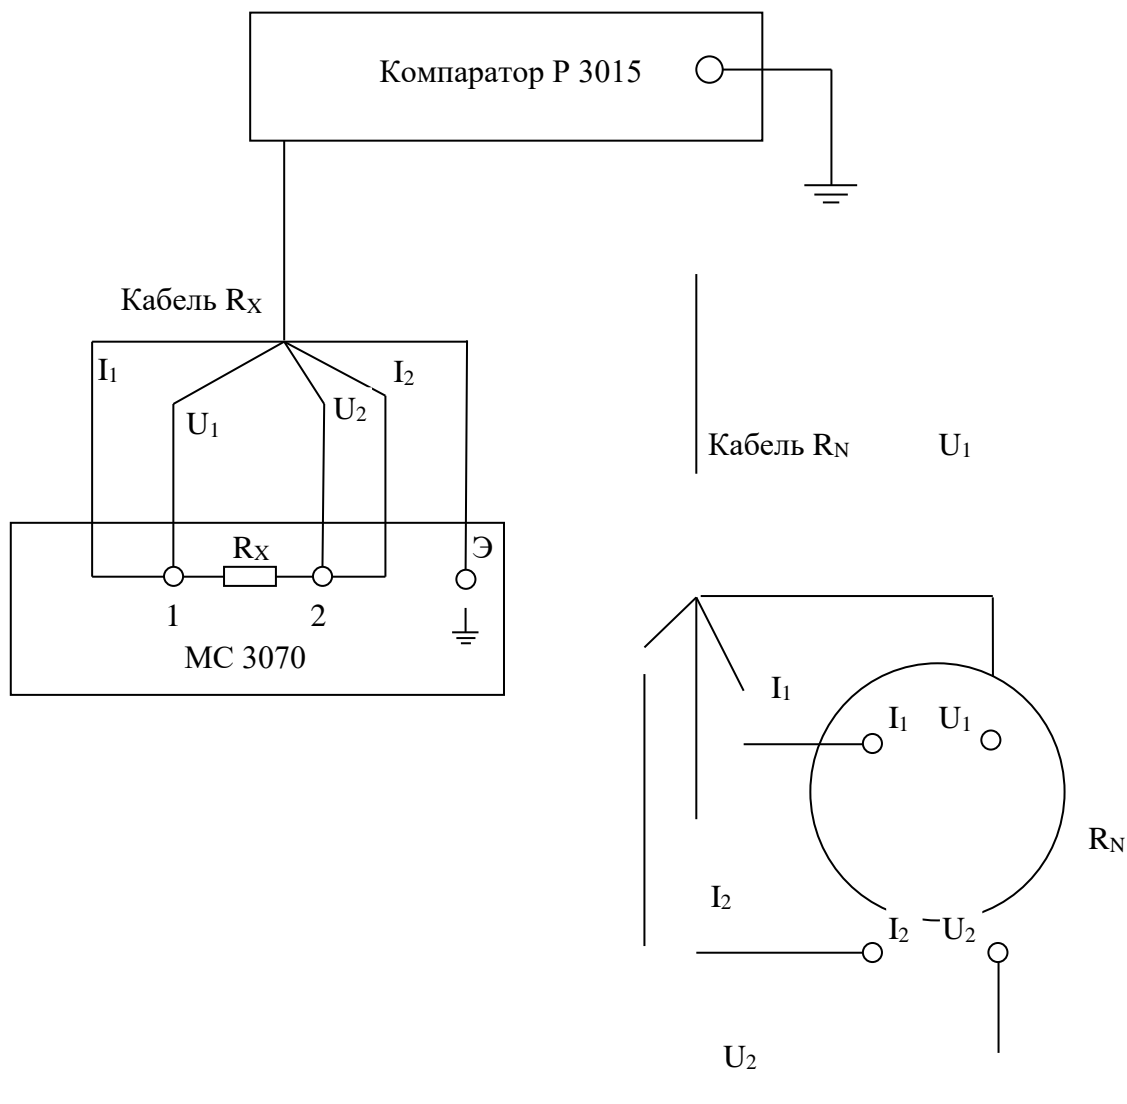 Компаратор Р 3015
Кабель RX
I1
I2
U1
U2
RX
Э
1
2
МС 3070
Кабель RN
U1
I1
I1
U1
RN
I2
I2
U2
U2